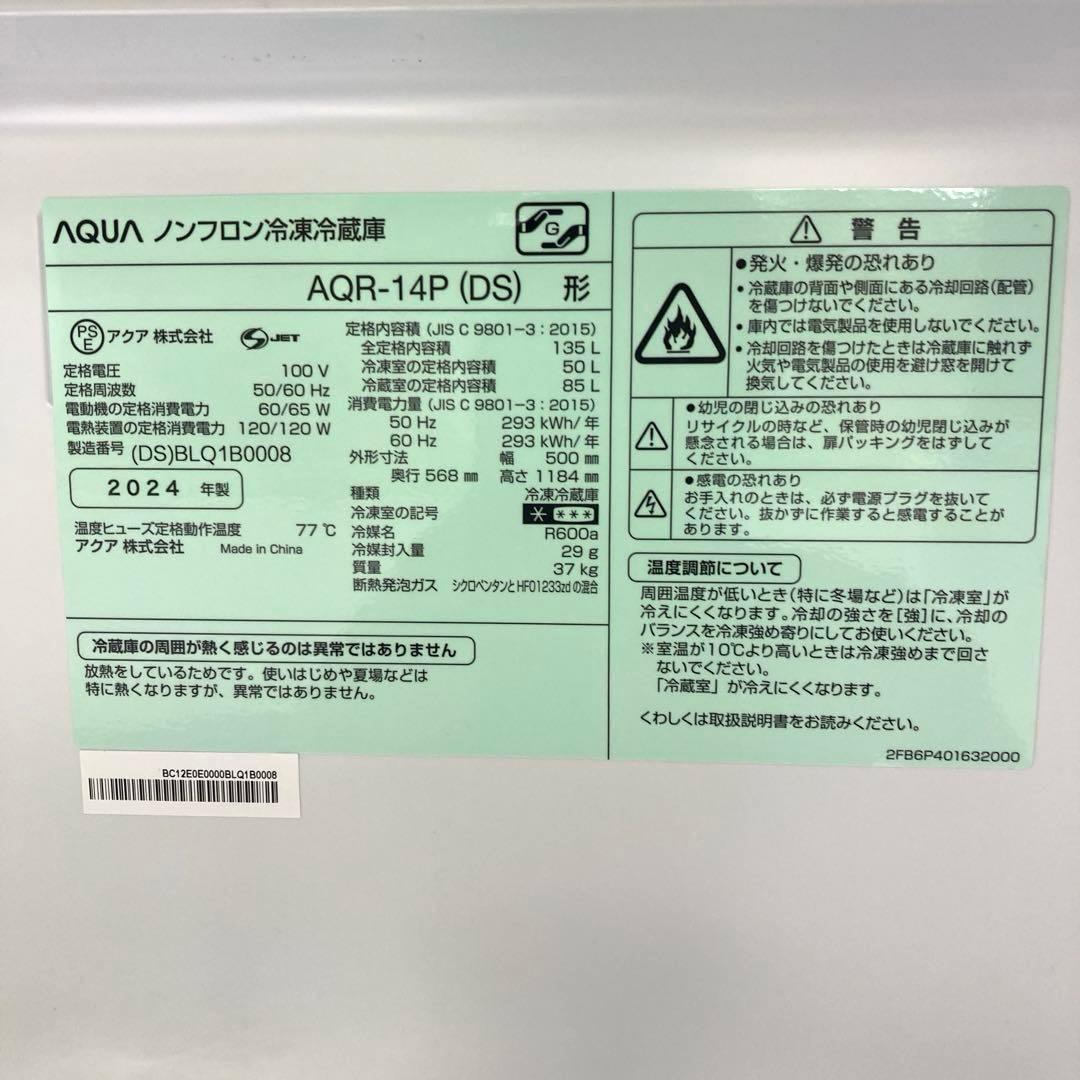 AQUA ノンフロン冷凍冷蔵庫
G
AQR-14P (DS) 形
PSE アクア 株式会社 S JET
定格電圧 100 V
定格周波数 50/60 Hz
電動機の定格消費電力 60/65 W
電熱装置の定格消費電力 120/120 W
製造番号 (DS)BLQ1B0008
2024 年製
温度ヒューズ定格動作温度 77 ℃
アクア 株式会社 Made in China
定格内容積 (JIS C 9801-3 : 2015)
全定格内容積 135 L
冷凍室の定格内容積 50 L
冷蔵室の定格内容積 85 L
消費電力量 (JIS C 9801-3 : 2015)
50 Hz 293 kWh/年
60 Hz 293 kWh/年
外形寸法 幅 500 ㎜
奥行 568 ㎜ 高さ 1184 ㎜
種類 冷凍冷蔵庫
冷凍室の記号 * ***
冷媒名 R600a
冷媒封入量 29 g
質量 37 kg
断熱発泡ガス シクロペンタンとHFO1233zdの混合
冷蔵庫の周囲が熱く感じるのは異常ではありません
放熱をしているためです。使いはじめや夏場などは
特に熱くなりますが、異常ではありません。
BC12E0E0000BLQ1B0008
警告
●発火・爆発の恐れあり
・冷蔵庫の背面や側面にある冷却回路(配管)
を傷つけないでください。
・庫内では電気製品を使用しないでください。
・冷却回路を傷つけたときは冷蔵庫に触れず
火気や電気製品の使用を避け窓を開けて
換気してください。
●幼児の閉じ込みの恐れあり
リサイクルの時など、保管時の幼児閉じ込みが
懸念される場合は、扉パッキングをはずして
ください。
●感電の恐れあり
お手入れのときは、必ず電源プラグを抜いて
ください。抜かずに作業すると感電することが
あります。
温度調節について
周囲温度が低いとき(特に冬場など)は「冷凍室」が
冷えにくくなります。冷却の強さを[強]に、冷却の
バランスを冷凍強め寄りにしてお使いください。
※室温が10℃より高いときは冷凍強めまで回さ
ないでください。
「冷蔵室」が冷えにくくなります。
くわしくは取扱説明書をお読みください。
2FB6P401632000